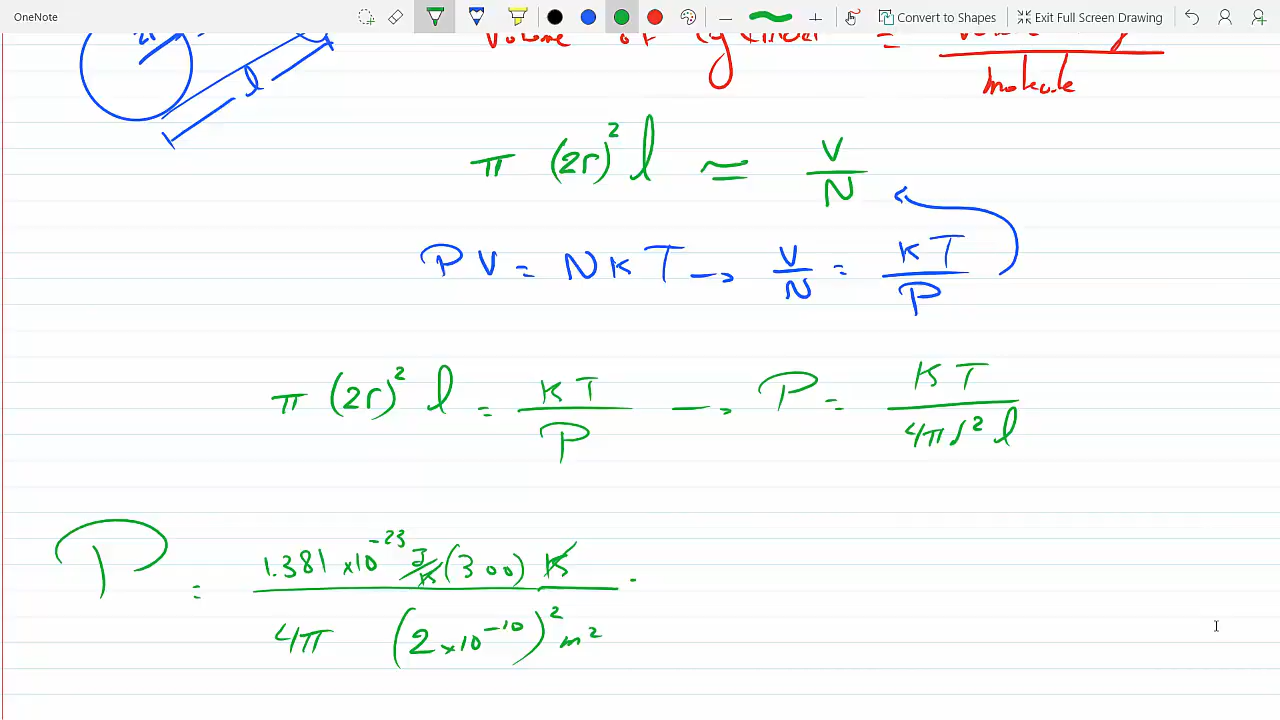 OneNote
Convert to Shapes
Exit Full Screen Drawing
2r
l
Volume of Cylinder =
molecule
π (2r)² l ≃ V/N
PV = NKT → V/N = KT/P
π (2r)² l = KT/P → P = KT/4πr² l
P = 1.381 ×10⁻²³ J/K (300) K / 4π (2×10⁻¹⁰)² m²